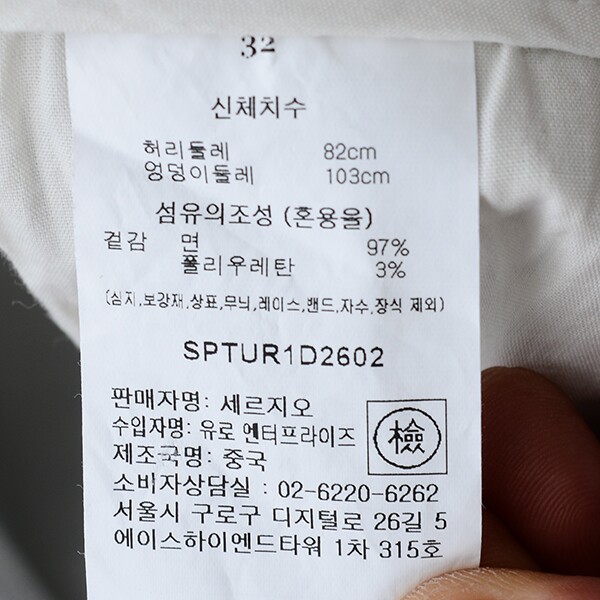 32
신체치수
허리둘레 82cm
엉덩이둘레 103cm
섬유의조성 (혼용율)
겉감 면 97%
폴리우레탄 3%
(심지,보강재,상표,무늬,레이스,밴드,자수,장식 제외)
SPTUR1D2602
판매자명: 세르지오
수입자명: 유로 엔터프라이즈
제조국명: 중국
檢
소비자상담실 : 02-6220-6262
서울시 구로구 디지털로 26길 5
에이스하이엔드타워 1차 315호